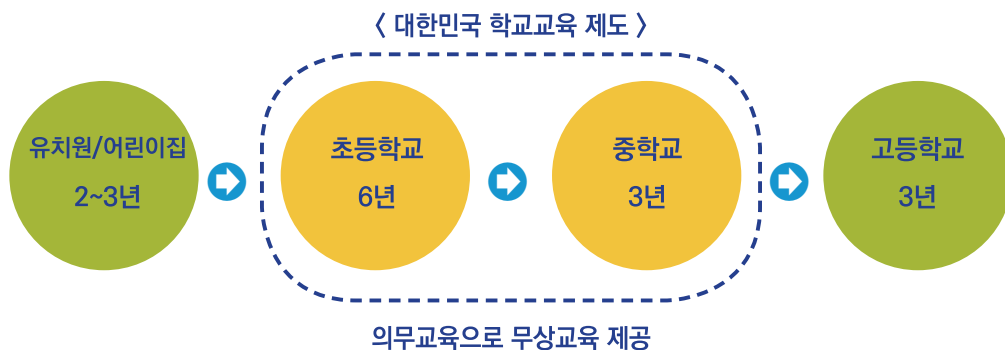 〈 대한민국 학교교육 제도 〉
유치원/어린이집
2~3년
초등학교
6년
중학교
3년
고등학교
3년
의무교육으로 무상교육 제공